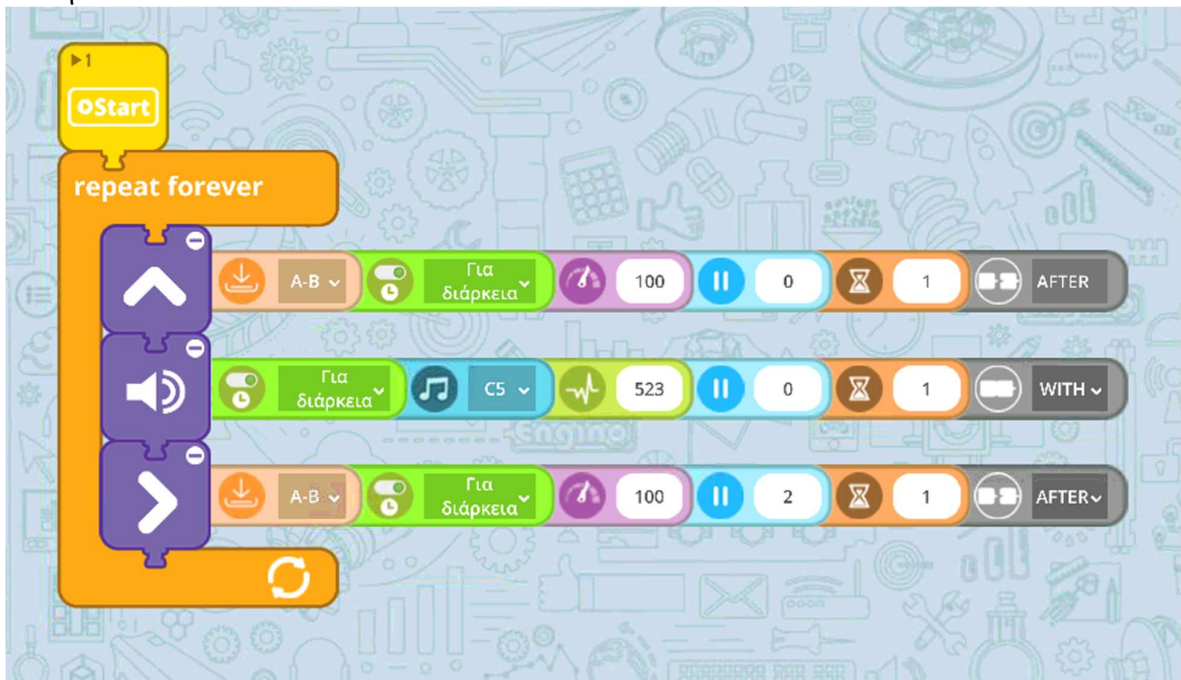 1
Start
repeat forever
A-B Για διάρκεια 100 0 1 AFTER
Για διάρκεια C5 523 0 1 WITH
A-B Για διάρκεια 100 2 1 AFTER
Engino